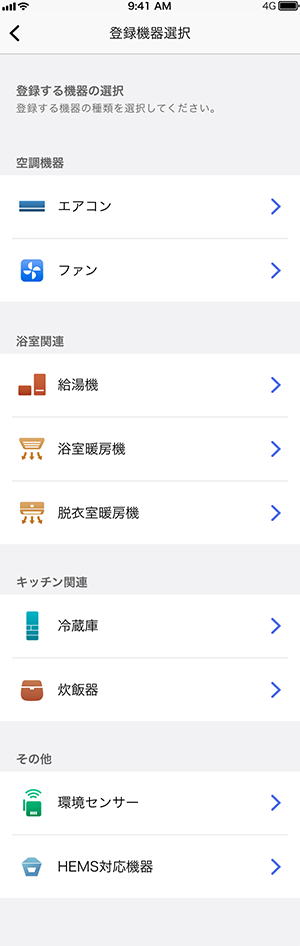 9:41 AM
4G
登録機器選択
登録する機器の選択
登録する機器の種類を選択してください。
空調機器
エアコン
ファン
浴室関連
給湯機
浴室暖房機
脱衣室暖房機
キッチン関連
冷蔵庫
炊飯器
その他
環境センサー
HEMS対応機器